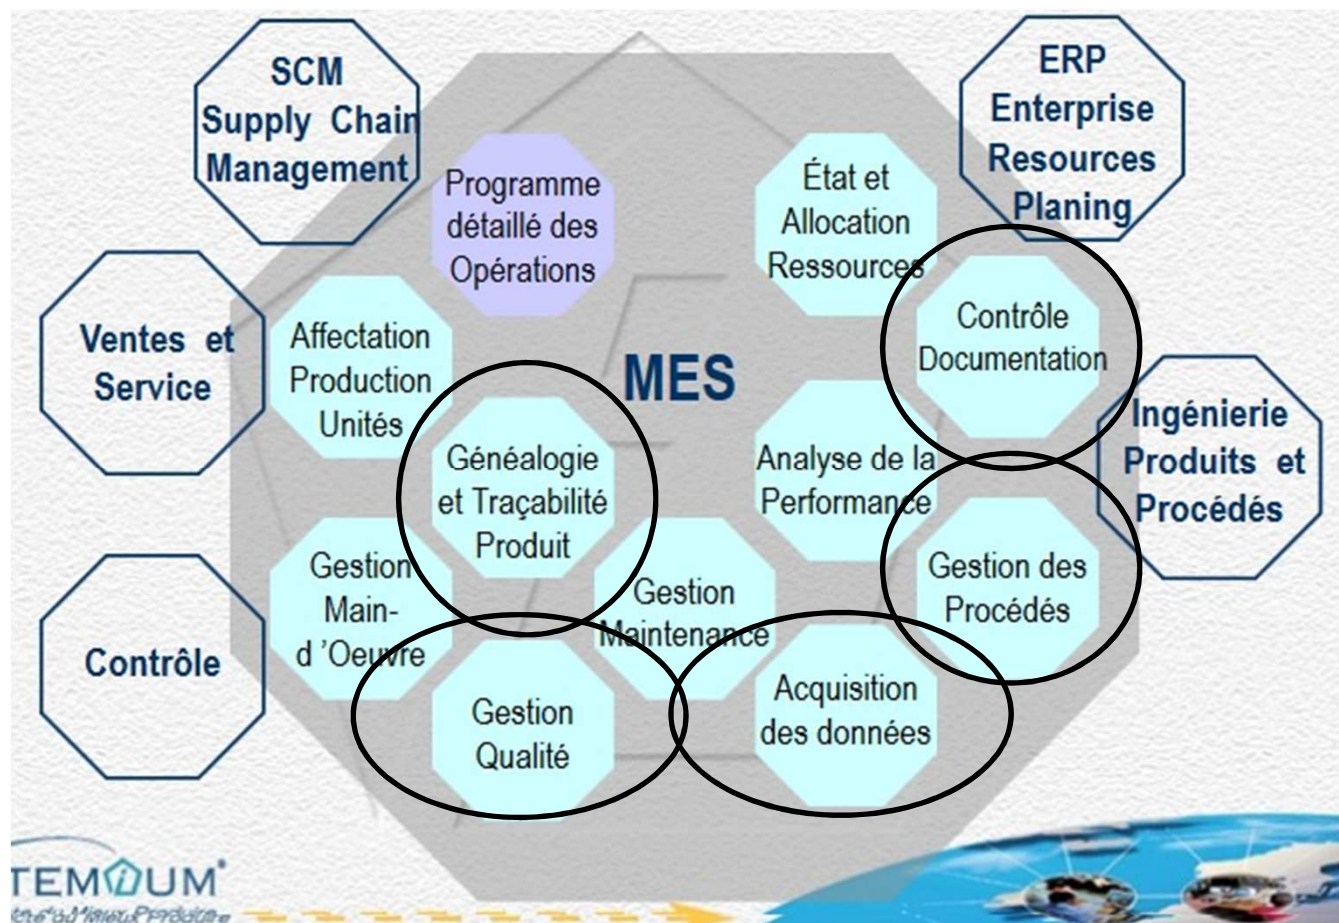 SCM
Supply Chain
Management
ERP
Enterprise
Resources
Planing
Programme
détaillé des
Opérations
État et
Allocation
Ressources
Ventes et
Service
Affectation
Production
Unités
MES
Contrôle
Documentation
Généalogie
et Traçabilité
Produit
Analyse de la
Performance
Ingénierie
Produits et
Procédés
Gestion
Main-
d 'Oeuvre
Gestion
Maintenance
Gestion des
Procédés
Contrôle
Gestion
Qualité
Acquisition
des données
TEMIUM